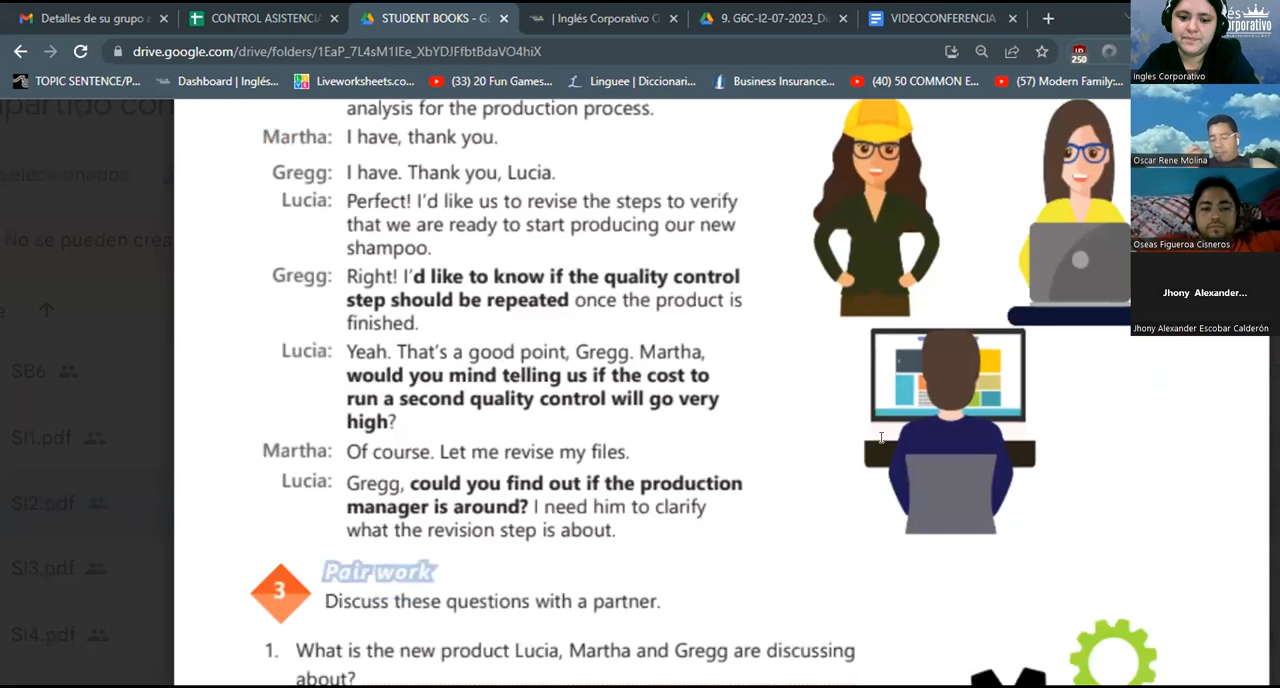 Detalles de su grupo
CONTROL ASISTENCI
STUDENT BOOKS - Go
| Inglés Corporativo
9. G6C-I2-07-2023_Di
VIDEOCONFERENCIA
drive.google.com/drive/folders/1EaP_7L4sM1IEe_XbYDJFfbtBdaVO4hiX
250
TOPIC SENTENCE/P...
Dashboard | Inglés...
Liveworksheets.co...
(33) 20 Fun Games...
Linguee | Diccionari...
Business Insurance...
(40) 50 COMMON E...
(57) Modern Family:...
orporativo
Ingles Corporativo
Oscar Rene Molina
Oseas Figueroa Cisneros
Jhony Alexander...
Jhony Alexander Escobar Calderón
No se pueden crea
SB6
SI1.pdf
SI2.pdf
SI3.pdf
SI4.pdf
analysis for the production process.
Martha: I have, thank you.
Gregg: I have. Thank you, Lucia.
Lucia: Perfect! I'd like us to revise the steps to verify
that we are ready to start producing our new
shampoo.
Gregg: Right! I'd like to know if the quality control
step should be repeated once the product is
finished.
Lucia: Yeah. That's a good point, Gregg. Martha,
would you mind telling us if the cost to
run a second quality control will go very
high?
Martha: Of course. Let me revise my files.
Lucia: Gregg, could you find out if the production
manager is around? I need him to clarify
what the revision step is about.
3
Pair work
Discuss these questions with a partner.
1. What is the new product Lucia, Martha and Gregg are discussing
about?